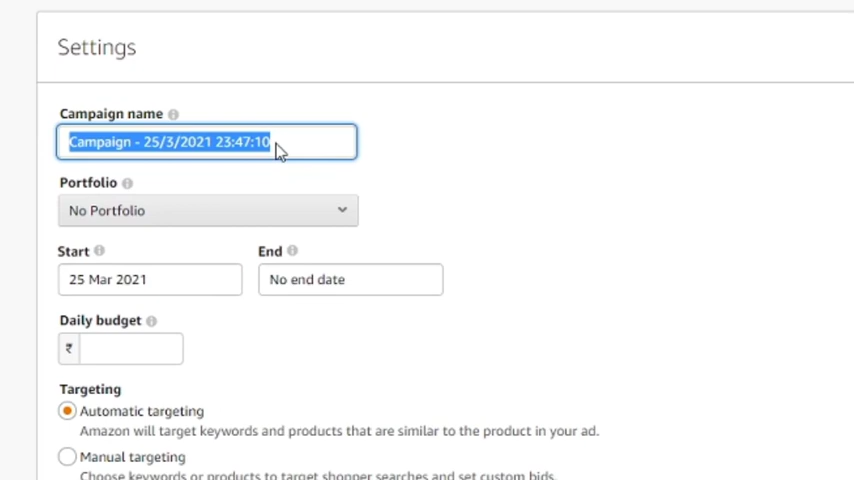 Settings
Campaign name
Campaign - 25/3/2021 23:47:10
Portfolio
No Portfolio
Start End
25 Mar 2021 No end date
Daily budget
₹
Targeting
Automatic targeting
Amazon will target keywords and products that are similar to the product in your ad.
Manual targeting
Choose keywords or products to target shopper searches and set custom bids.